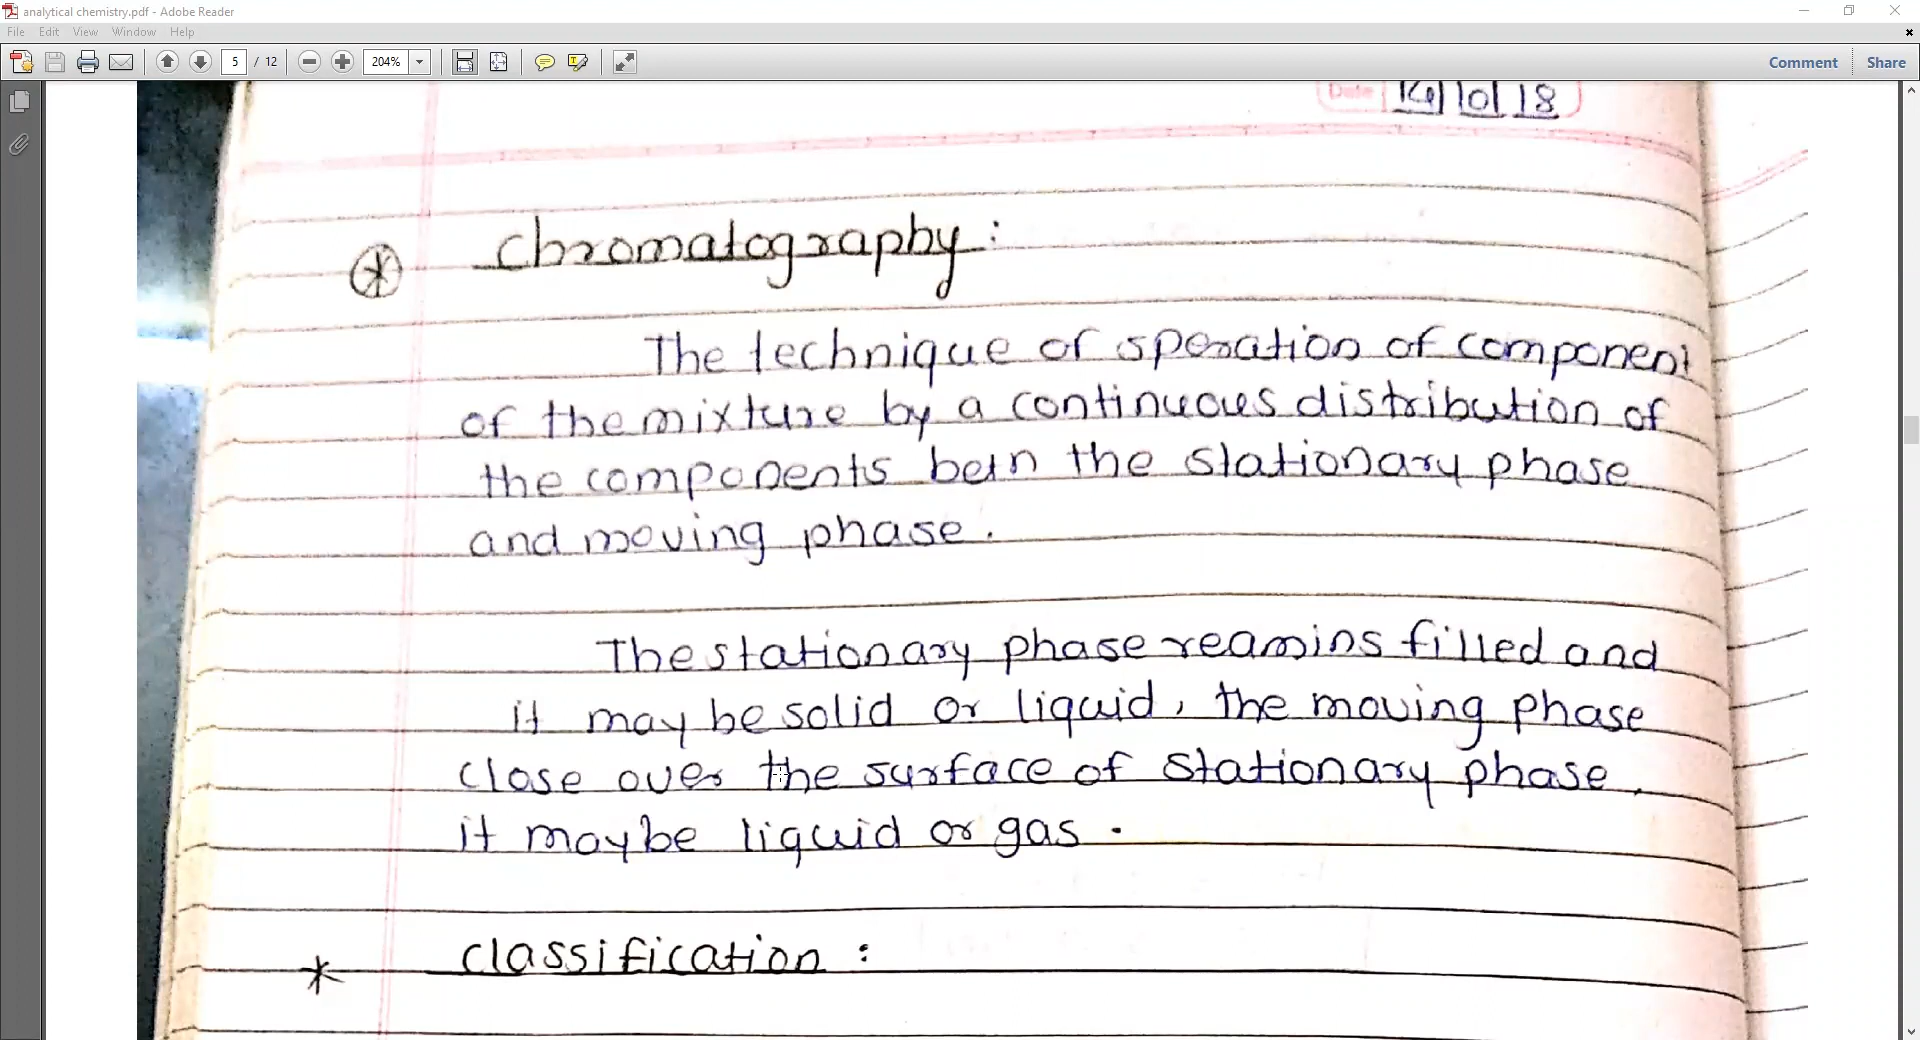 analytical chemistry.pdf - Adobe Reader
File Edit View Window Help
5 / 12 204% Comment Share
Date 14 10 18
Chromatography :
The technique of speration of component
of the mixture by a continuous distribution of
the components betn the stationary phase
and moving phase.
The stationary phase reamins filled and
it may be solid or liquid, the moving phase
close over the surface of stationary phase,
it maybe liquid or gas.
* classification :